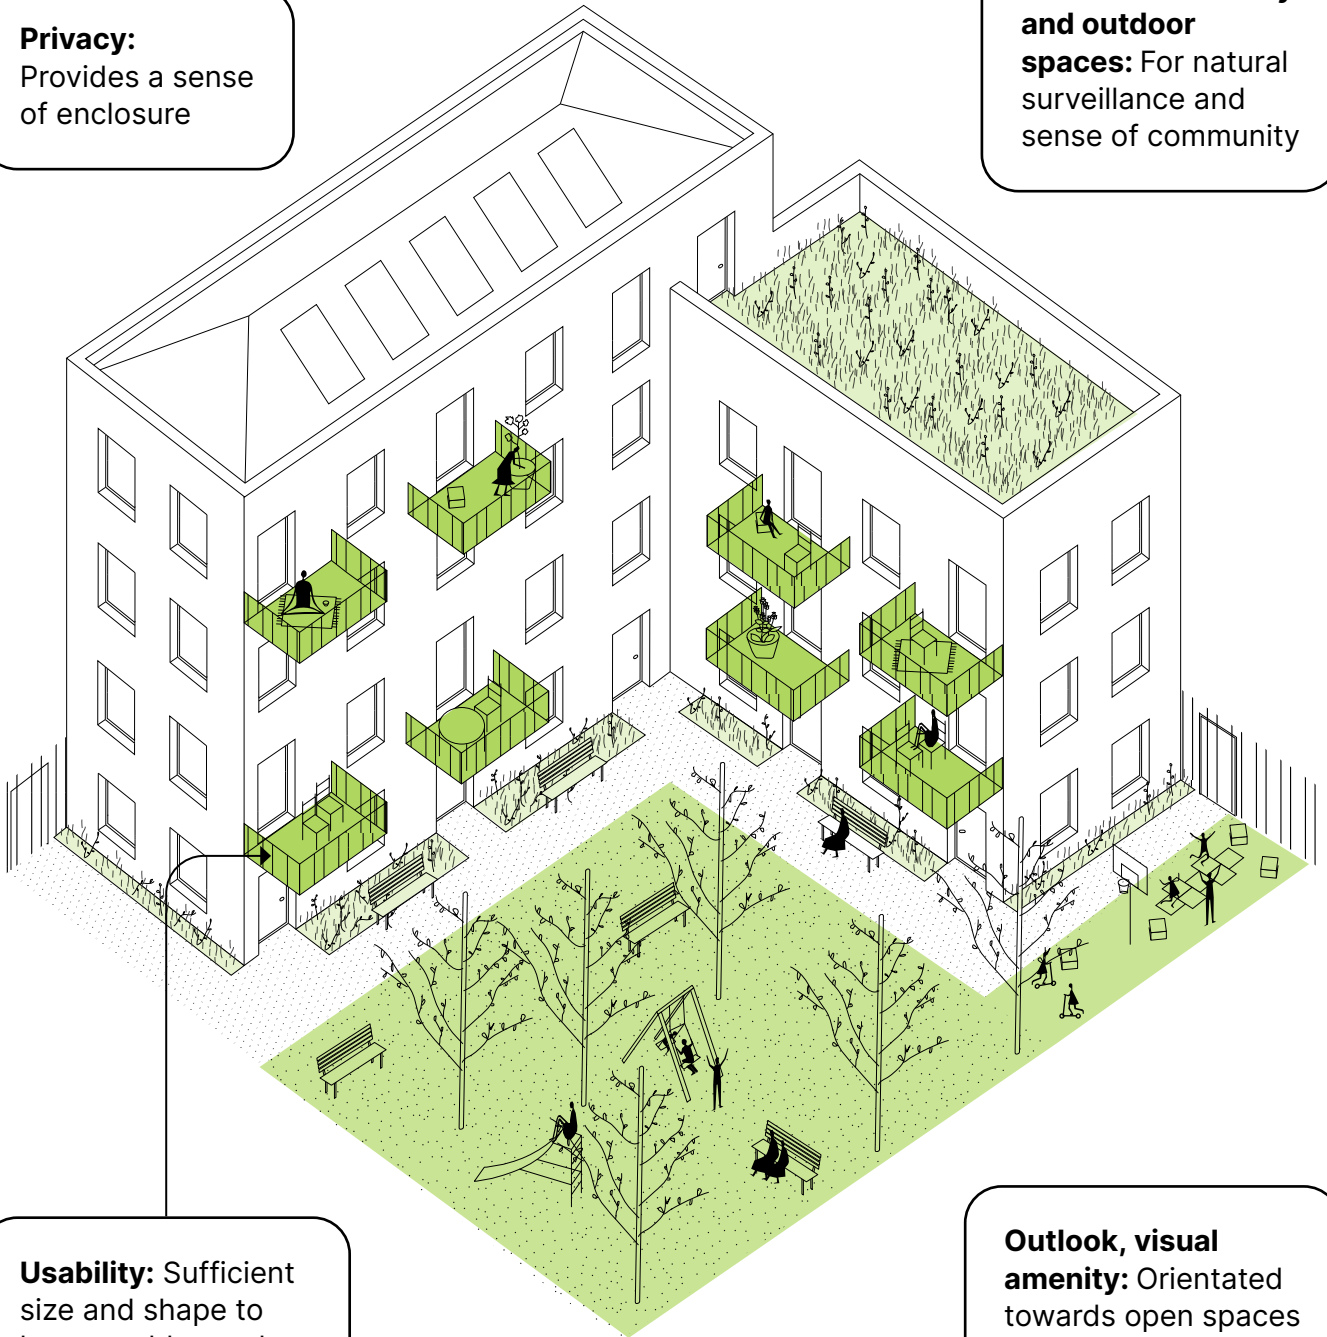 Privacy:
Provides a sense
of enclosure
and outdoor
spaces: For natural
surveillance and
sense of community
Usability: Sufficient
size and shape to
Outlook, visual
amenity: Orientated
towards open spaces